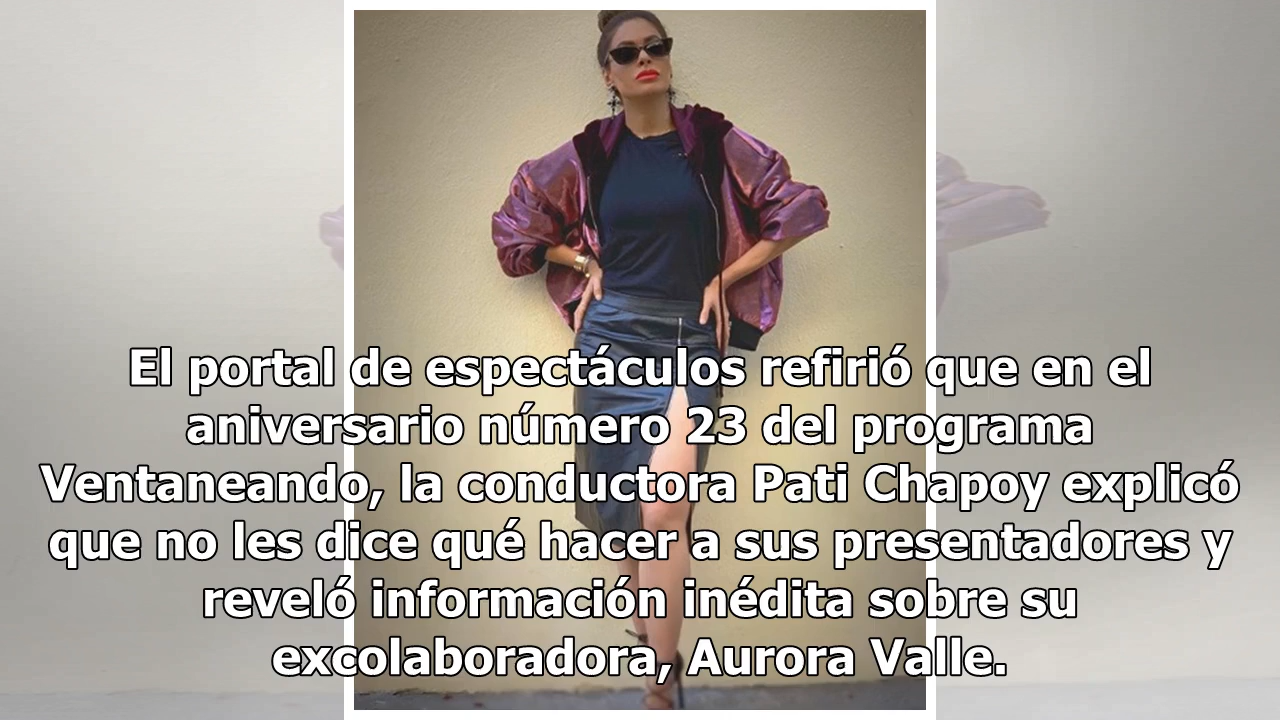 El portal de espectáculos refirió que en el
aniversario número 23 del programa
Ventaneando, la conductora Pati Chapoy explicó
que no les dice qué hacer a sus presentadores y
reveló información inédita sobre su
excolaboradora, Aurora Valle.